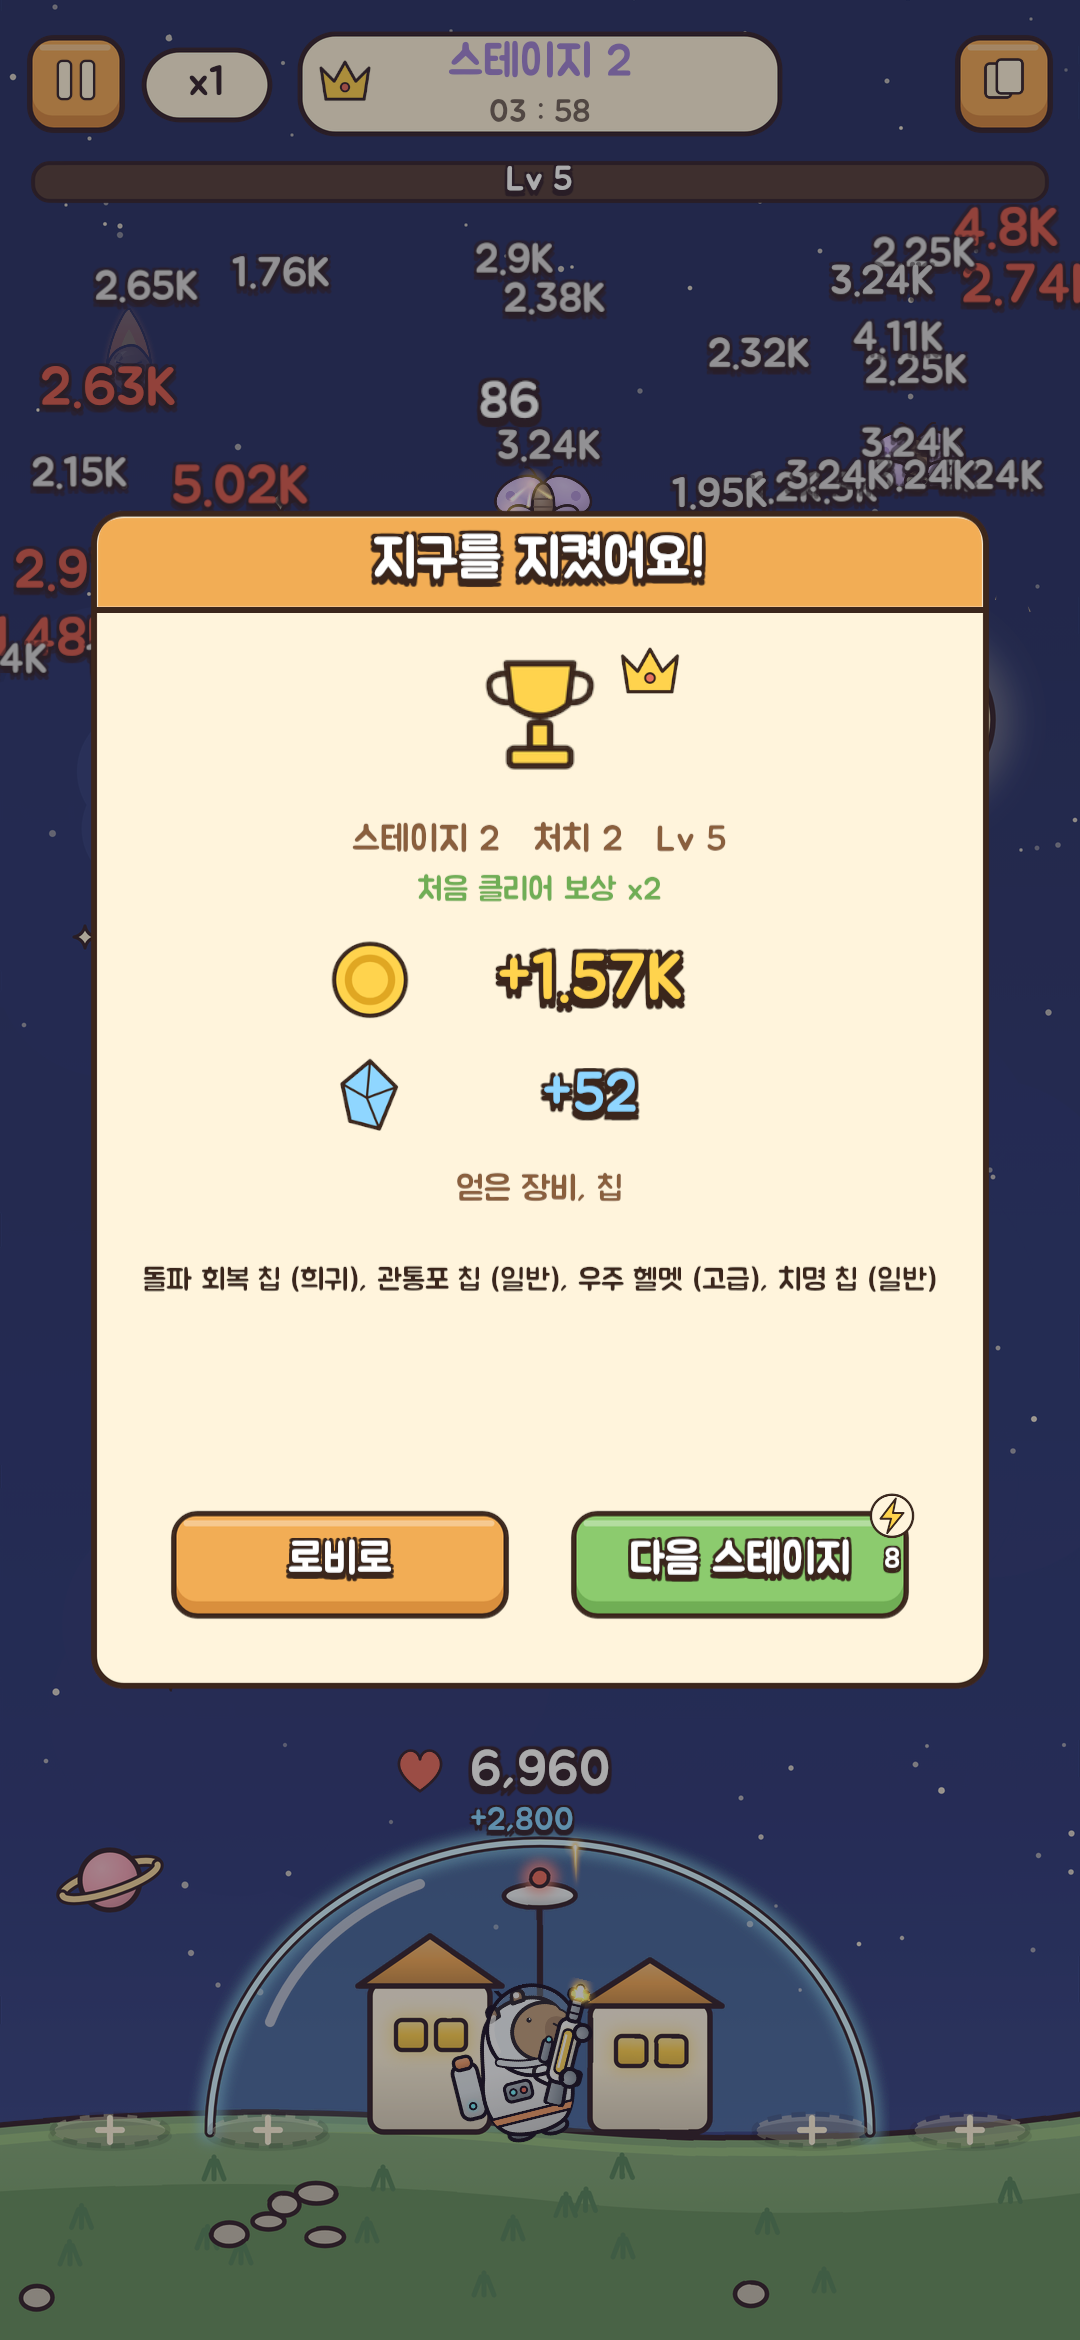 x1
스테이지 2
03 : 58
Lv 5
4.8K
2.25K
2.9K
1.76K
2.65K
3.24K
2.74K
2.38K
4.11K
2.32K
2.25K
2.63K
86
3.24K
3.24K
2.15K
5.02K
1.95K
3.24K
지구를 지켰어요!
스테이지 2 처치 2 Lv 5
처음 클리어 보상 x2
+1.57K
+52
얻은 장비, 칩
돌파 회복 칩 (희귀), 관통포 칩 (일반), 우주 헬멧 (고급), 치명 칩 (일반)
로비로
다음 스테이지 8
6,960
+2,800